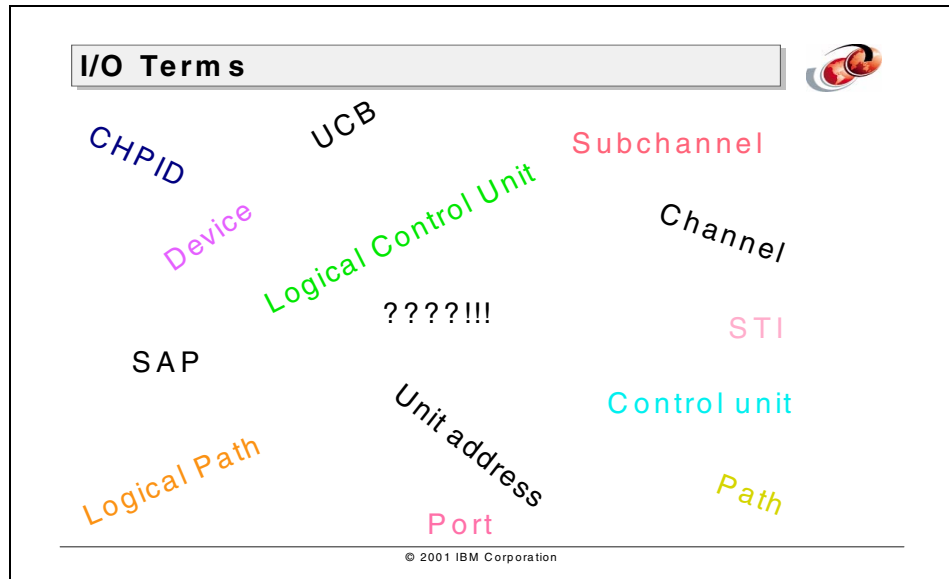 I/O Terms
UCB
CHPID
Subchannel
Device
Logical Control Unit
Channel
????!!!
STI
SAP
Control unit
Unit address
Logical Path
Path
Port
© 2001 IBM Corporation